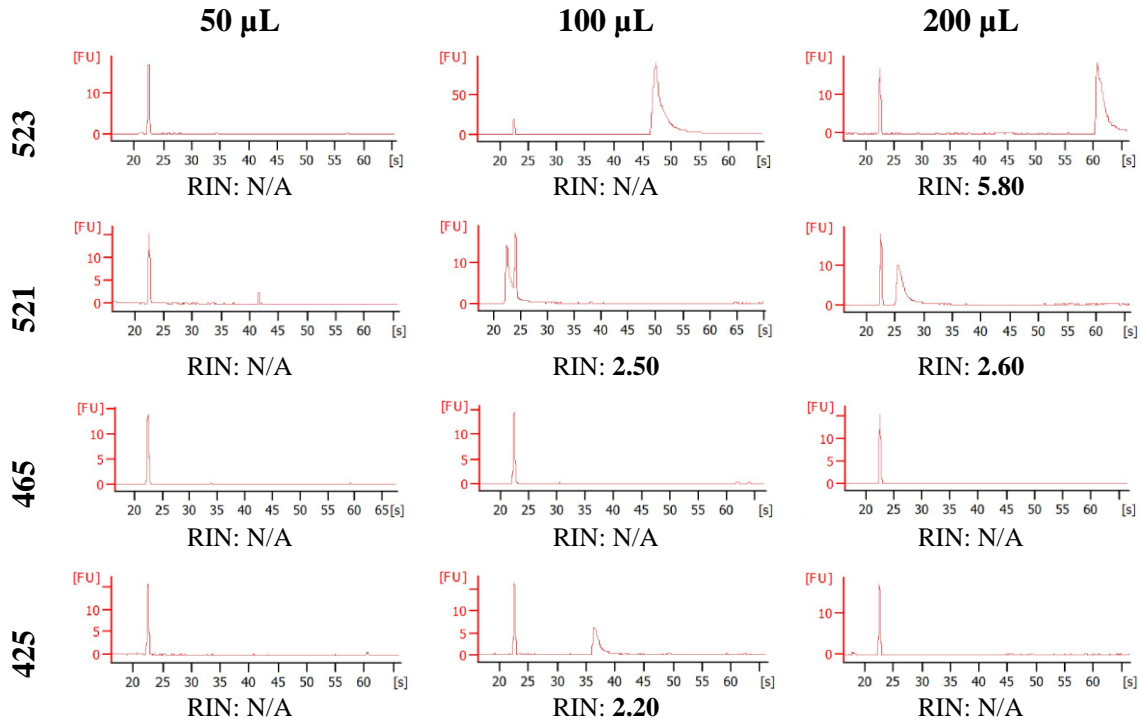 50 µL 100 µL 200 µL
523
[FU] [FU] [FU]
10 50 10
0 0 0
20 25 30 35 40 45 50 55 60 [s] 20 25 30 35 40 45 50 55 60 [s] 20 25 30 35 40 45 50 55 60 [s]
RIN: N/A RIN: N/A RIN: 5.80
521
[FU] [FU] [FU]
10 10 10
5 5
0 0 0
20 25 30 35 40 45 50 55 60 [s] 20 25 30 35 40 45 50 55 60 65 [s] 20 25 30 35 40 45 50 55 60 [s]
RIN: N/A RIN: 2.50 RIN: 2.60
465
[FU] [FU] [FU]
10 10 10
5 5 5
0 0 0
20 25 30 35 40 45 50 55 60 65[s] 20 25 30 35 40 45 50 55 60 [s] 20 25 30 35 40 45 50 55 60 [s]
RIN: N/A RIN: N/A RIN: N/A
425
[FU] [FU] [FU]
10 10 10
5 5
0 0 0
20 25 30 35 40 45 50 55 60 [s] 20 25 30 35 40 45 50 55 60 [s] 20 25 30 35 40 45 50 55 60 [s]
RIN: N/A RIN: 2.20 RIN: N/A